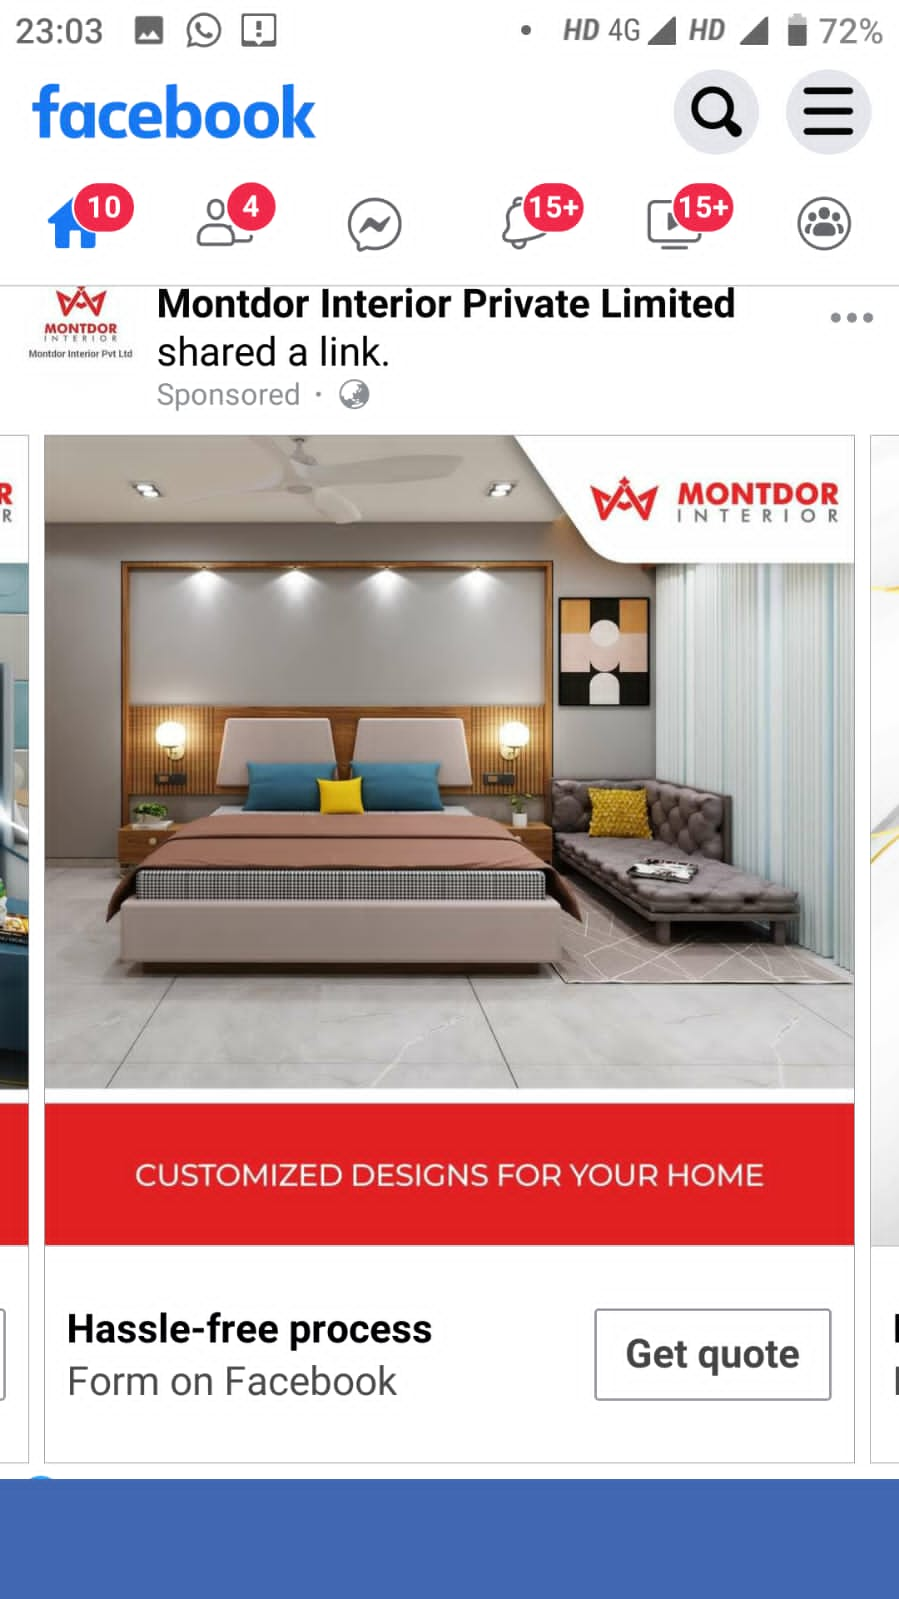 23:03 HD 4G HD 72%
facebook
10 4 15+ 15+
MONTDOR
INTERIOR
Montdor Interior Pvt Ltd
Montdor Interior Private Limited
shared a link.
Sponsored ·
R
R
MONTDOR
INTERIOR
CUSTOMIZED DESIGNS FOR YOUR HOME
Hassle-free process
Form on Facebook
Get quote